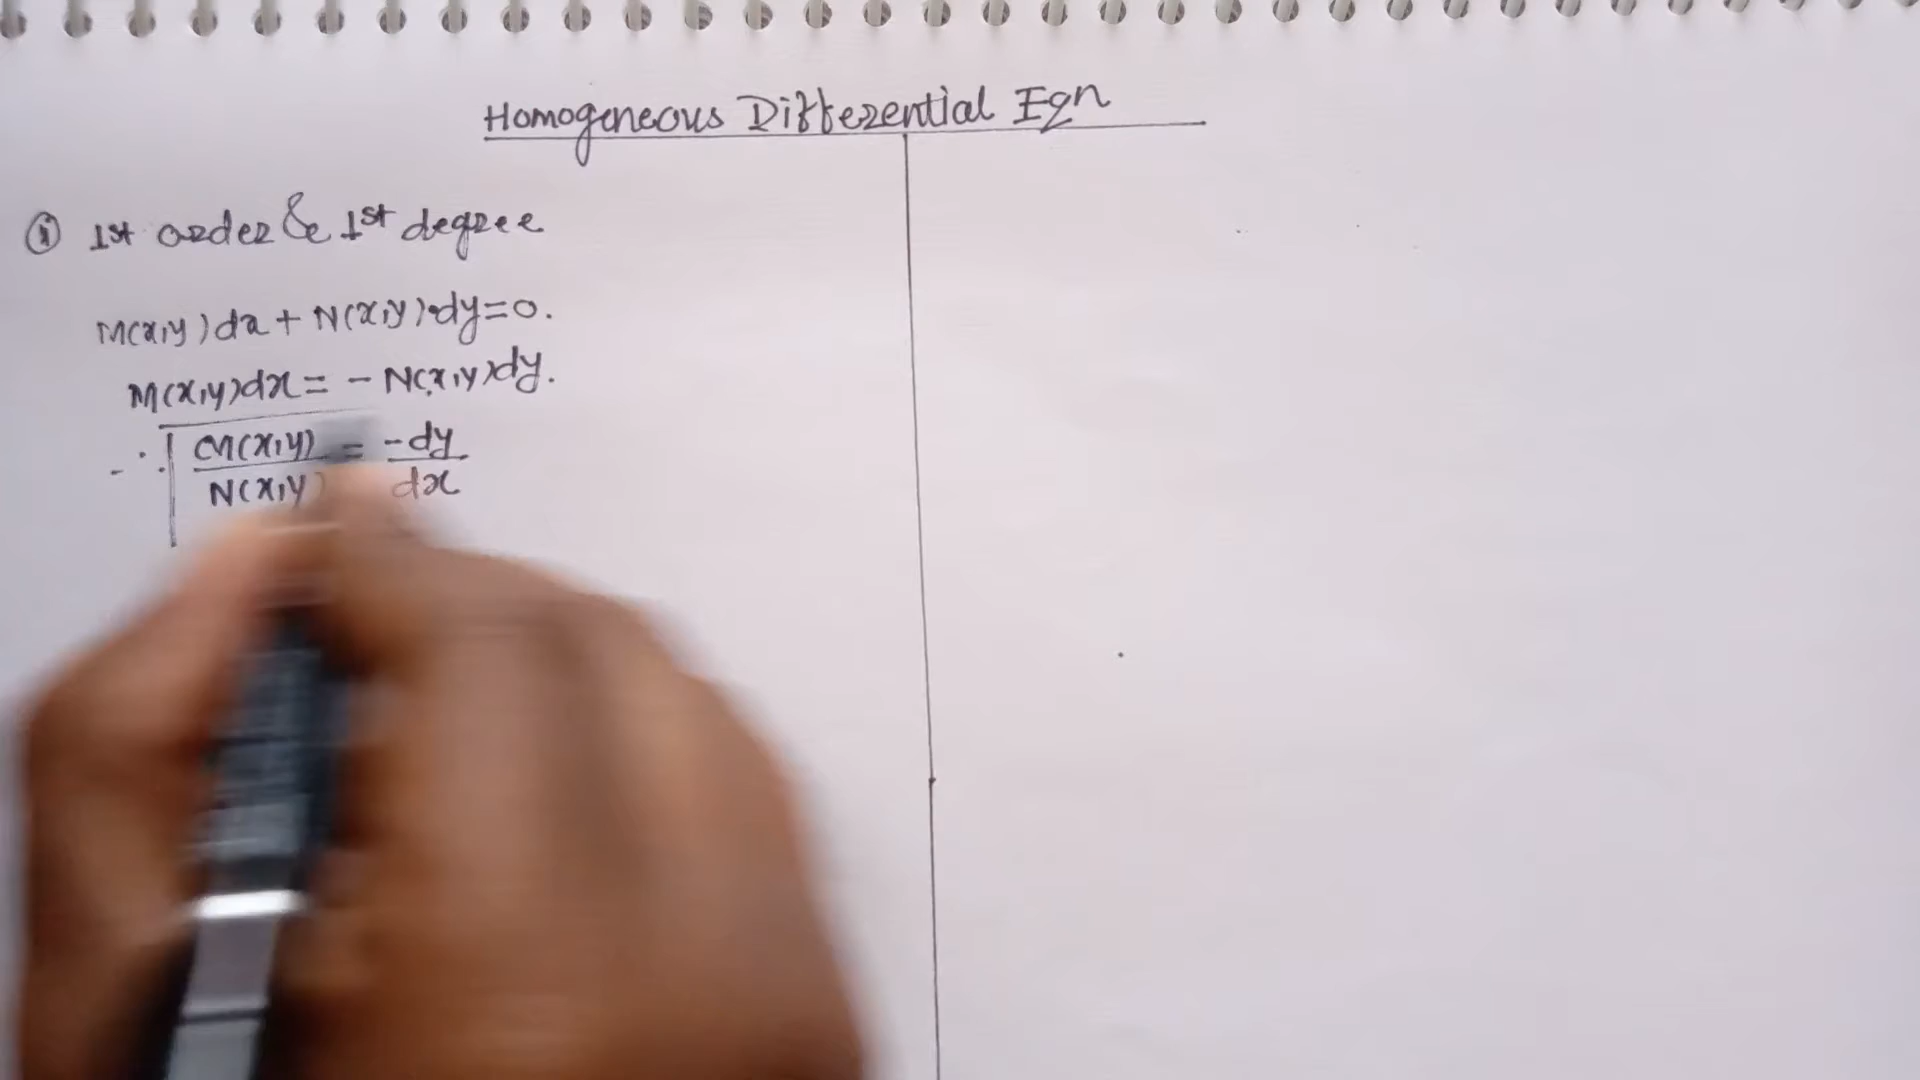 Homogeneous Differential Eqn
① 1st order & 1st degree
M(x,y)dx + N(x,y)dy=0.
M(x,y)dx = - N(x,y)dy.
∴ M(x,y)/N(x,y) = -dy/dx